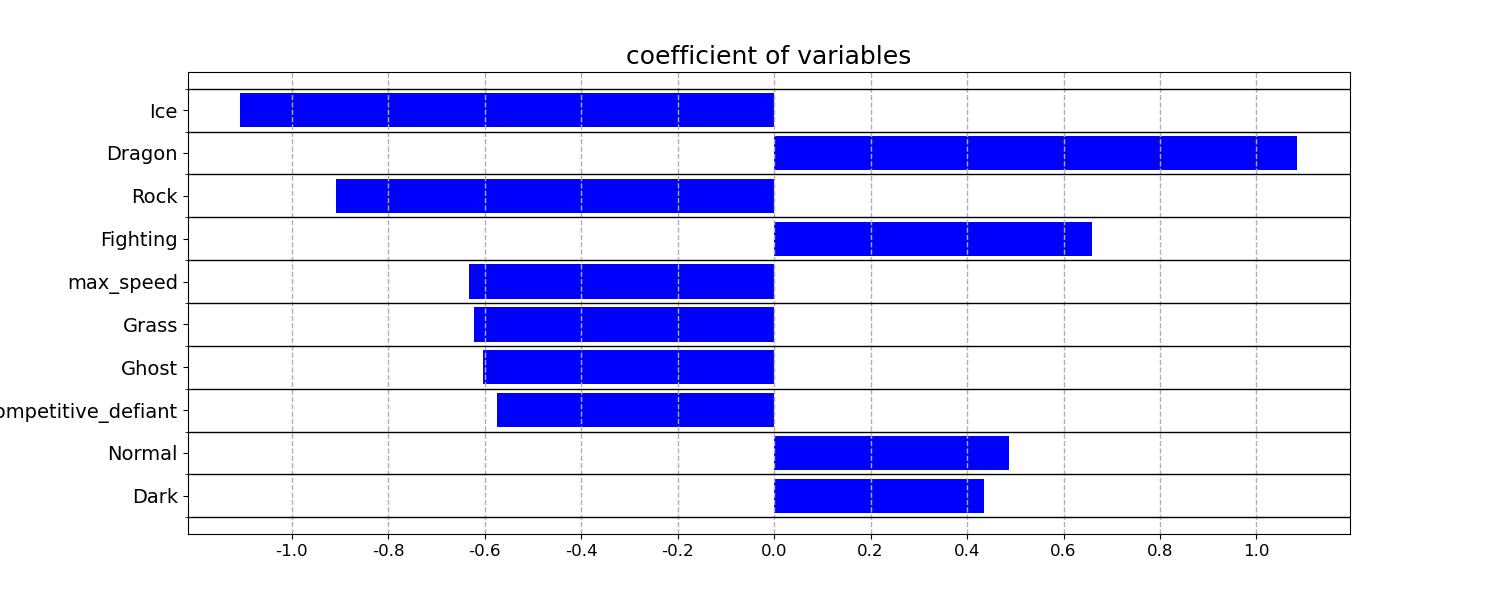 coefficient of variables
Ice
Dragon
Rock
Fighting
max_speed
Grass
Ghost
ompetitive_defiant
Normal
Dark
-1.0 -0.8 -0.6 -0.4 -0.2 0.0 0.2 0.4 0.6 0.8 1.0